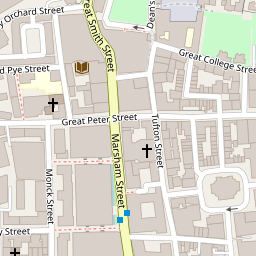 y Orchard Street
Great Smith Street
Deans
Great College Street
d Pye Street
Great Peter Street
Marsham Street
Tufton Street
Monck Street
y Street